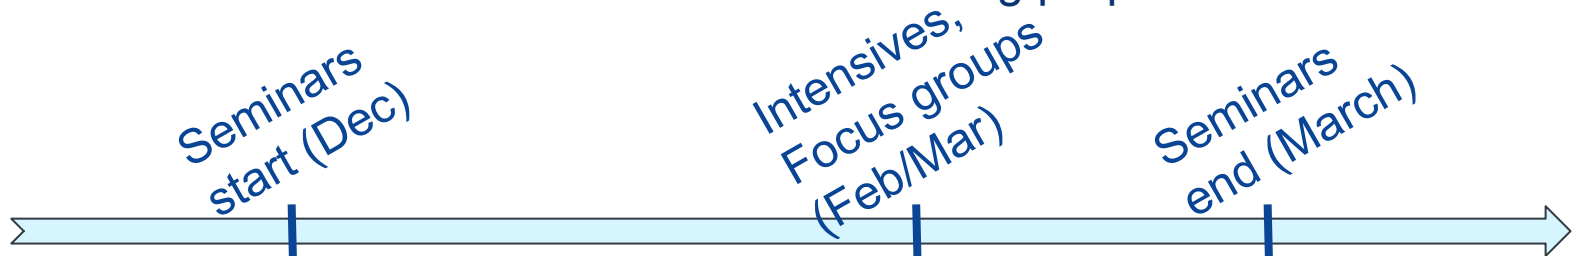 Seminars
start (Dec)
Intensives,
Focus groups
(Feb/Mar)
Seminars
end (March)